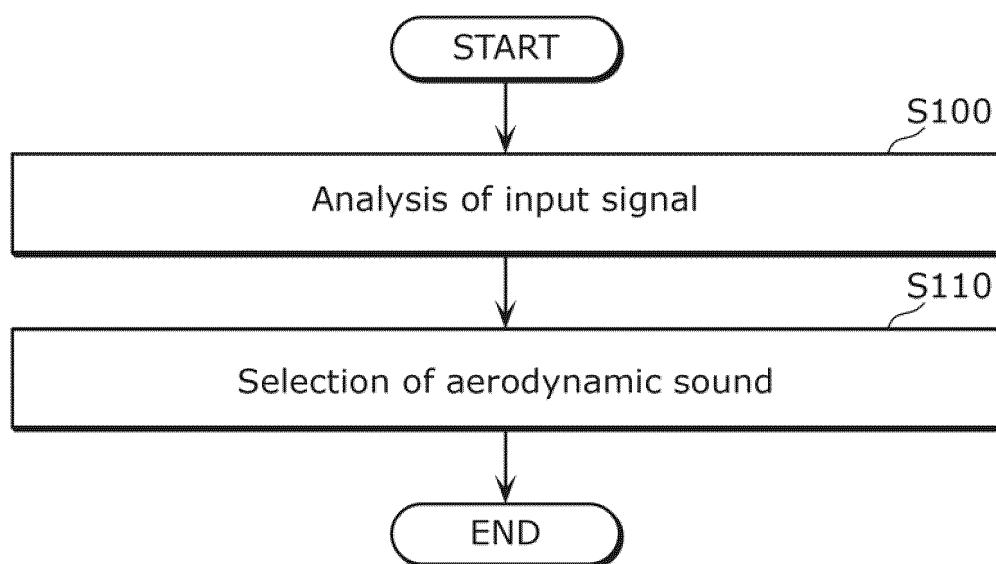 START
S100
Analysis of input signal
S110
Selection of aerodynamic sound
END